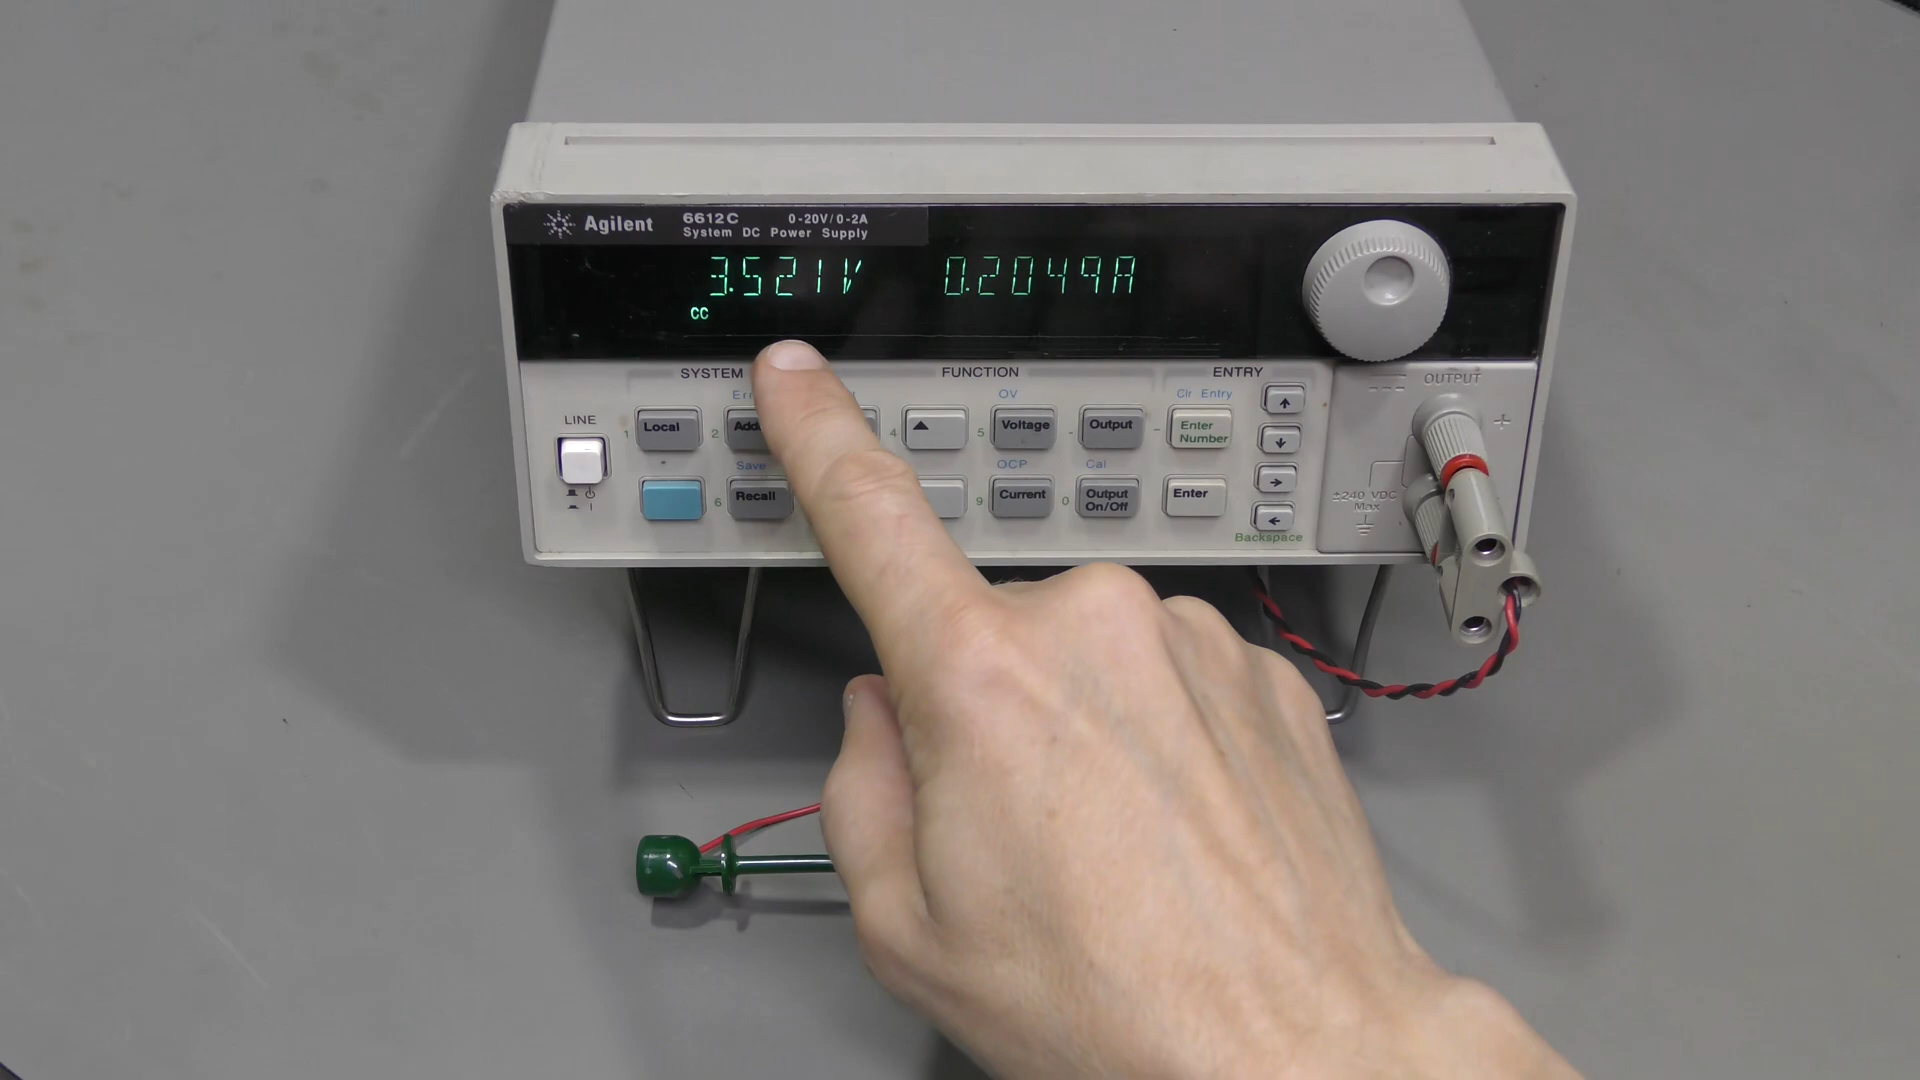 Agilent
6612C 0-20V/0-2A
System DC Power Supply
3.521V 0.2049A
CC
SYSTEM FUNCTION ENTRY
OUTPUT
OV Clr Entry
LINE
1 Local 2 4 5 Voltage - Output - Enter Number
+
Save OCP Cal
6 Recall 9 Current 0 Output On/Off Enter
±240 VDC
Max
Backspace